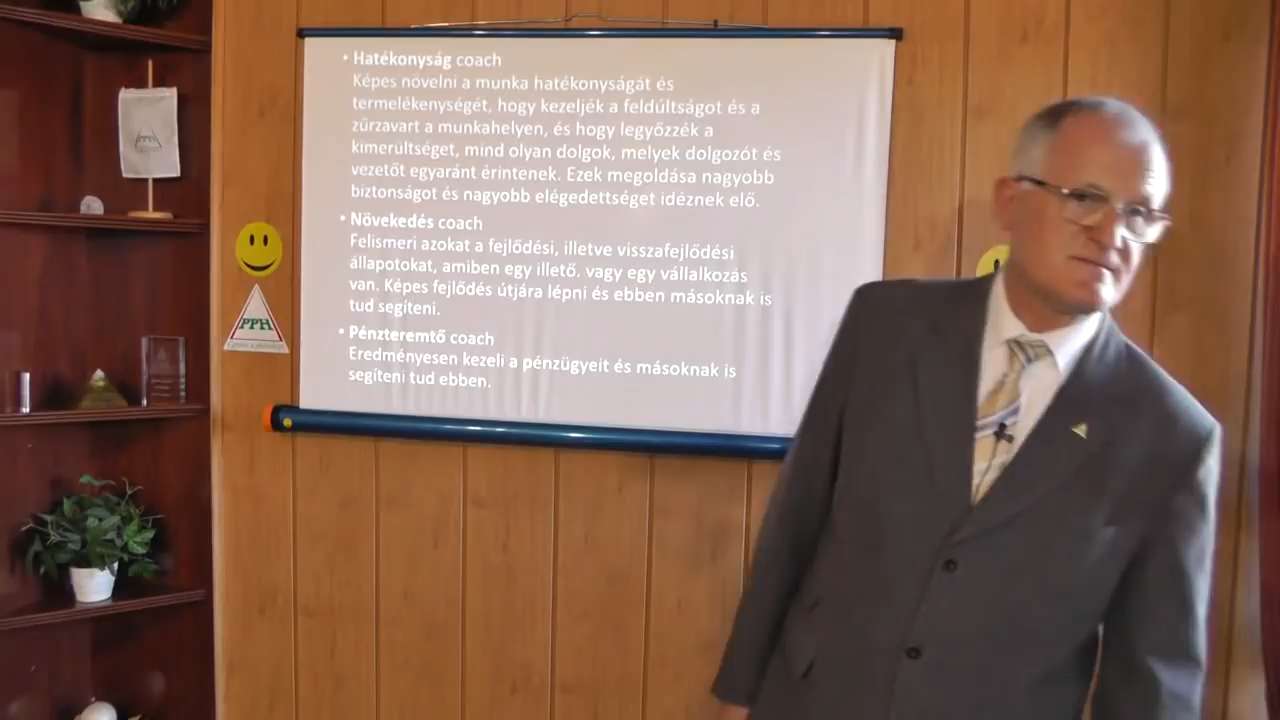 • Hatékonyság coach
Képes növelni a munka hatékonyságát és
termelékenységét, hogy kezeljék a feldúltságot és a
zűrzavart a munkahelyen, és hogy legyőzzék a
kimerültséget, mind olyan dolgok, melyek dolgozót és
vezetőt egyaránt érintenek. Ezek megoldása nagyobb
biztonságot és nagyobb elégedettséget idéznek elő.
• Növekedés coach
Felismeri azokat a fejlődési, illetve visszafejlődési
állapotokat, amiben egy illető. vagy egy vállalkozás
van. Képes fejlődés útjára lépni és ebben másoknak is
tud segíteni.
• Pénzteremtő coach
Eredményesen kezeli a pénzügyeit és másoknak is
segíteni tud ebben.
PPH